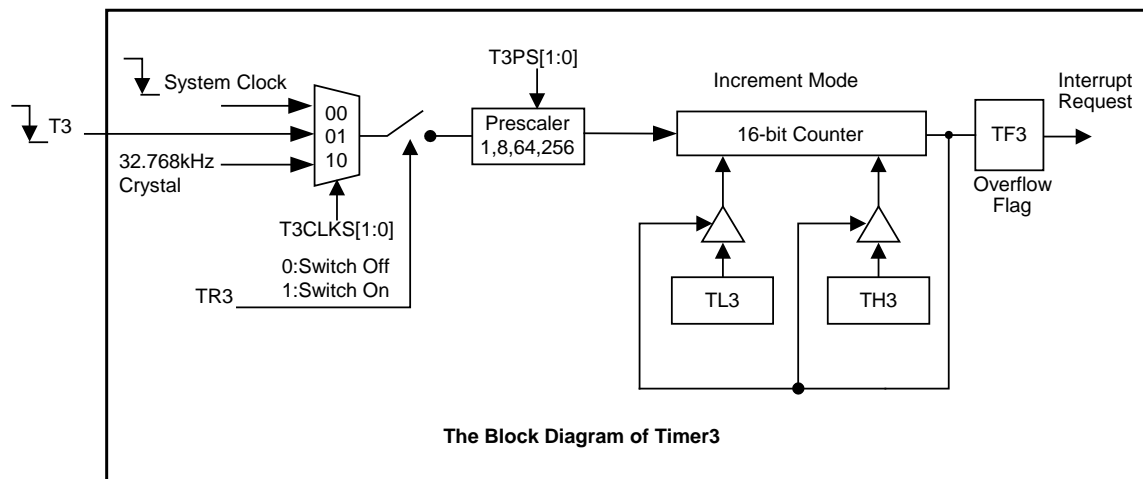 T3PS[1:0]
System Clock
Increment Mode
Interrupt
Request
T3
00
01
10
Prescaler
1,8,64,256
16-bit Counter
TF3
32.768kHz
Crystal
Overflow
Flag
T3CLKS[1:0]
0:Switch Off
1:Switch On
TR3
TL3
TH3
The Block Diagram of Timer3